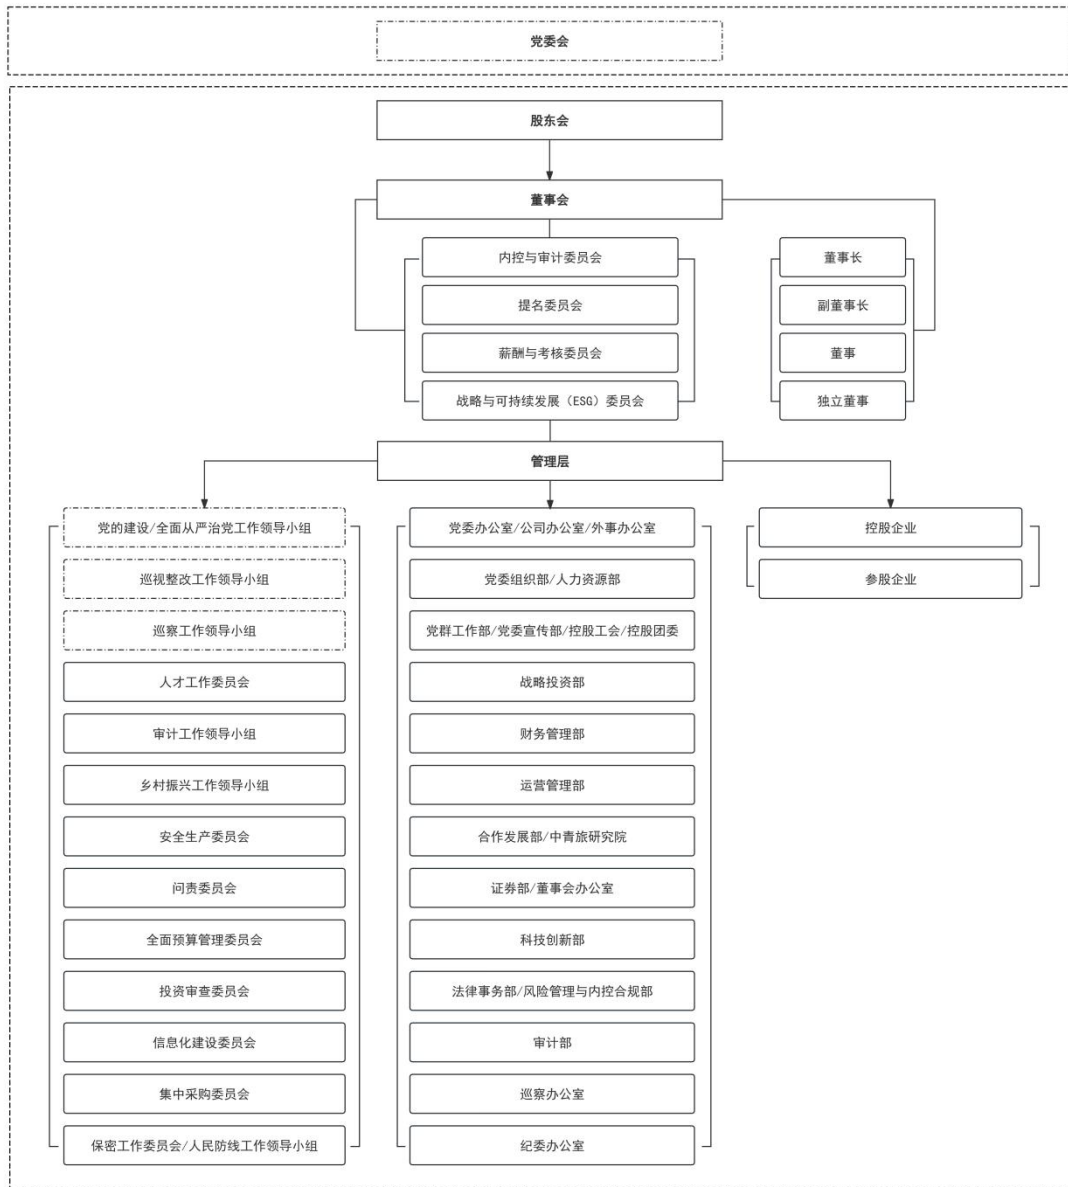 党委会
股东会
董事会
内控与审计委员会
提名委员会
薪酬与考核委员会
战略与可持续发展（ESG）委员会
董事长
副董事长
董事
独立董事
管理层
党的建设/全面从严治党工作领导小组
巡视整改工作领导小组
巡察工作领导小组
人才工作委员会
审计工作领导小组
乡村振兴工作领导小组
安全生产委员会
问责委员会
全面预算管理委员会
投资审查委员会
信息化建设委员会
集中采购委员会
保密工作委员会/人民防线工作领导小组
党委办公室/公司办公室/外事办公室
党委组织部/人力资源部
党群工作部/党委宣传部/控股工会/控股团委
战略投资部
财务管理部
运营管理部
合作发展部/中青旅研究院
证券部/董事会办公室
科技创新部
法律事务部/风险管理与内控合规部
审计部
巡察办公室
纪委办公室
控股企业
参股企业